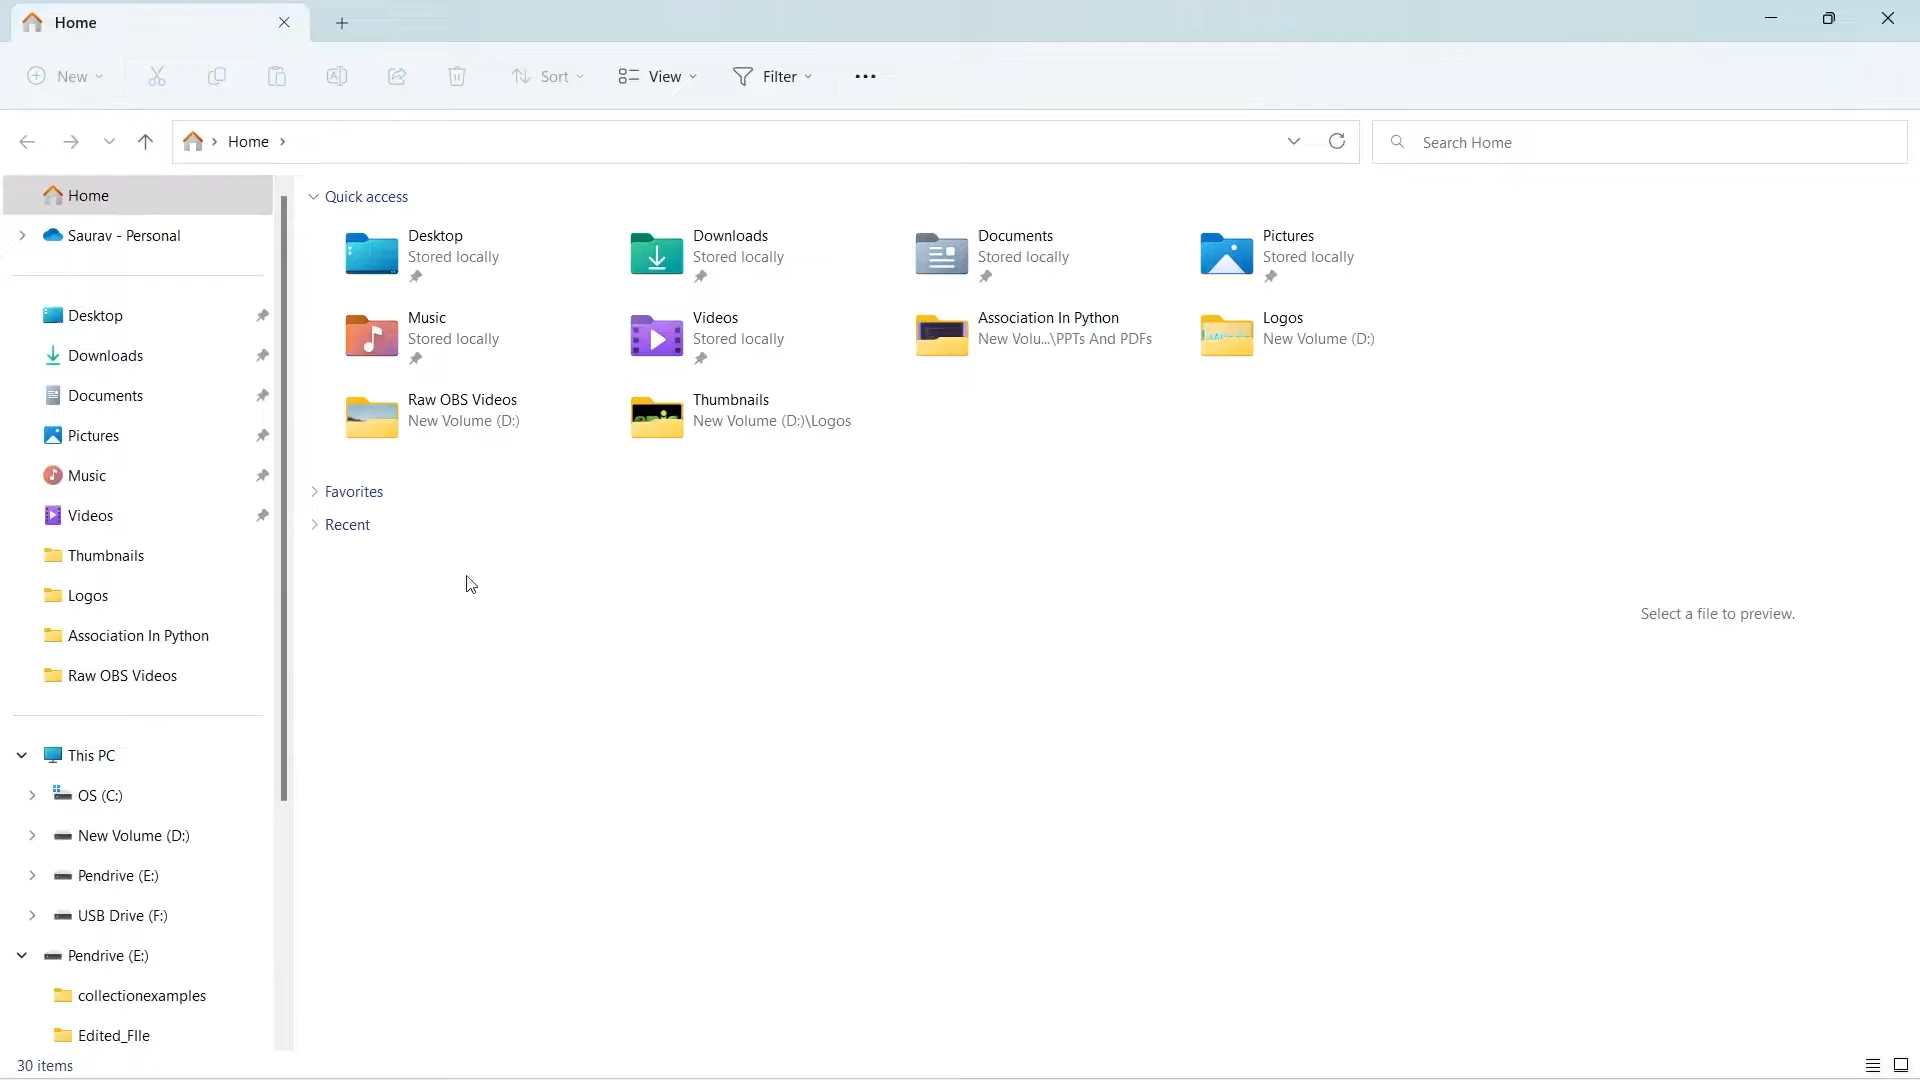 Home
New
Sort
View
Filter
Home
Search Home
Home
Saurav - Personal
Desktop
Downloads
Documents
Pictures
Music
Videos
Thumbnails
Logos
Association In Python
Raw OBS Videos
This PC
OS (C:)
New Volume (D:)
Pendrive (E:)
USB Drive (F:)
Pendrive (E:)
collectionexamples
Edited_FIle
30 items
Quick access
Desktop
Stored locally
Downloads
Stored locally
Documents
Stored locally
Pictures
Stored locally
Music
Stored locally
Videos
Stored locally
Association In Python
New Volu...\PPTs And PDFs
Logos
New Volume (D:)
Raw OBS Videos
New Volume (D:)
Thumbnails
New Volume (D:)\Logos
Favorites
Recent
Select a file to preview.